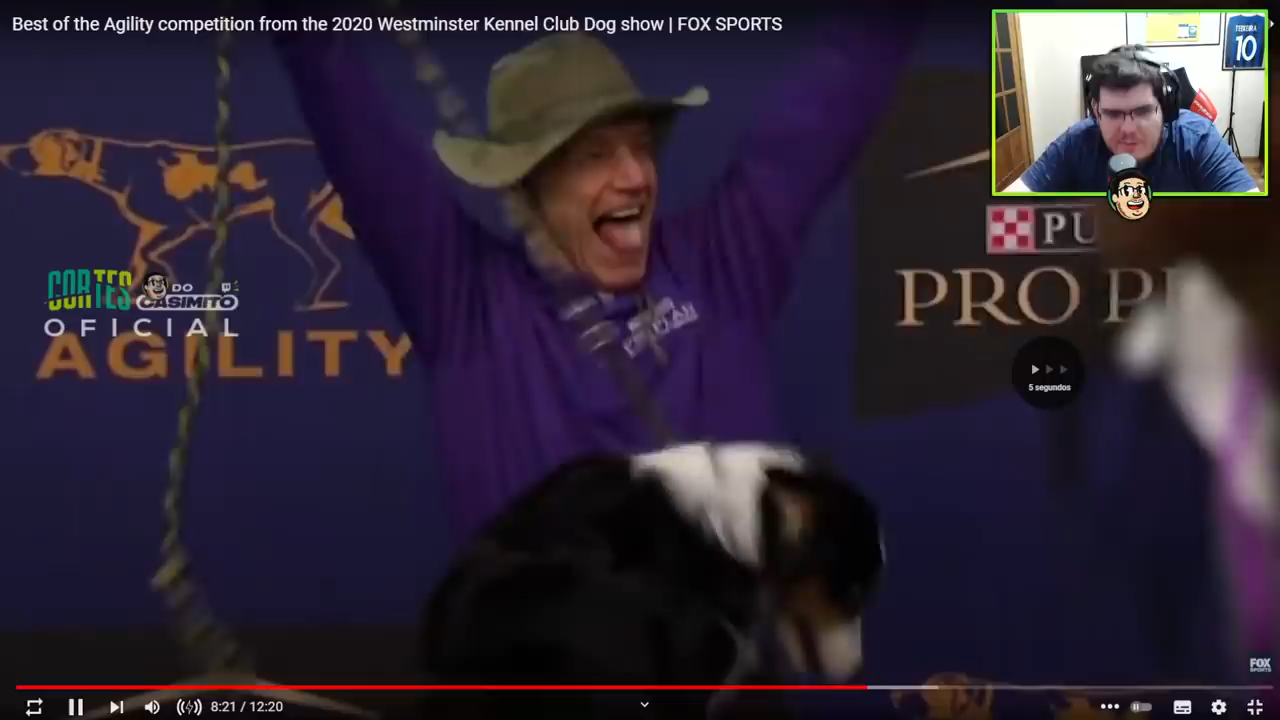 Best of the Agility competition from the 2020 Westminster Kennel Club Dog show | FOX SPORTS
TEIXEIRA
10
PU
PRO P
CORTES DO CASIMITO
OFICIAL
AGILITY
5 segundos
FOX SPORTS
8:21 / 12:20